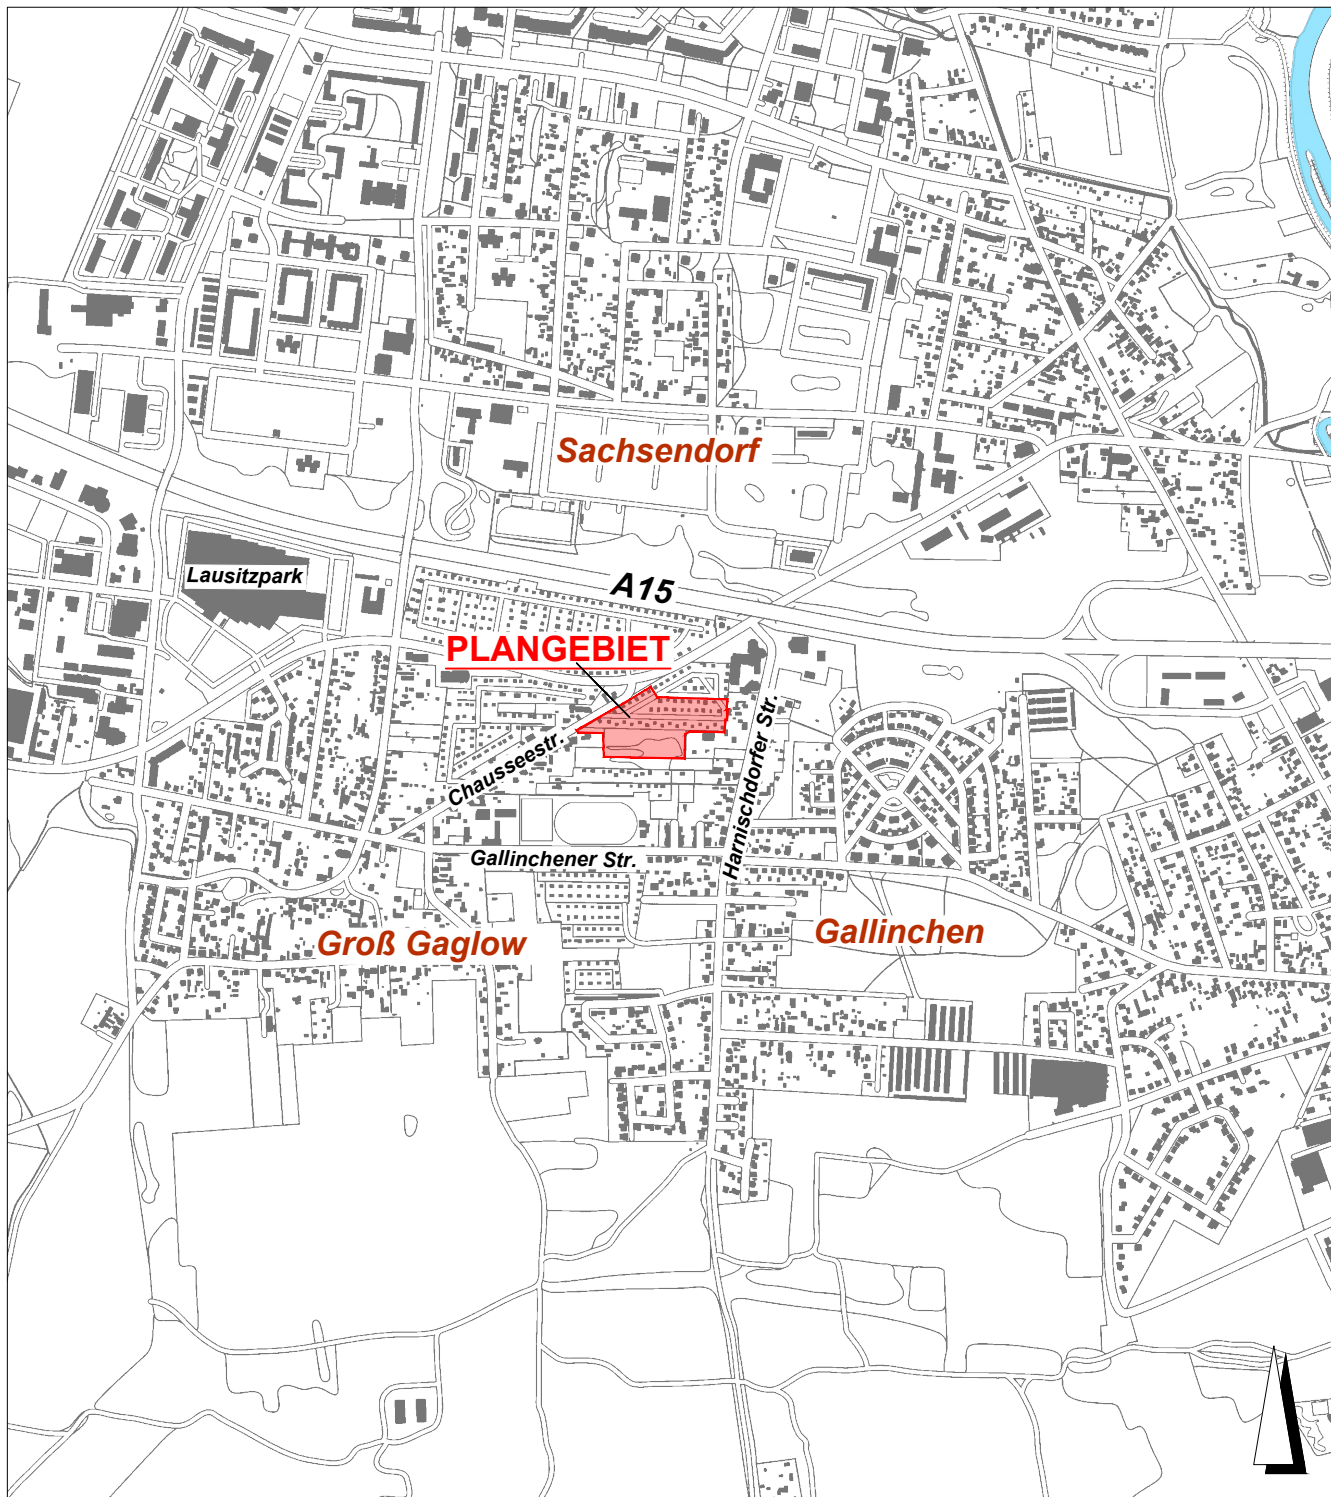 Sachsendorf
Lausitzpark
A15
PLANGEBIET
Chausseestr.
Harnischdorfer Str.
Gallinchener Str.
Groß Gaglow
Gallinchen